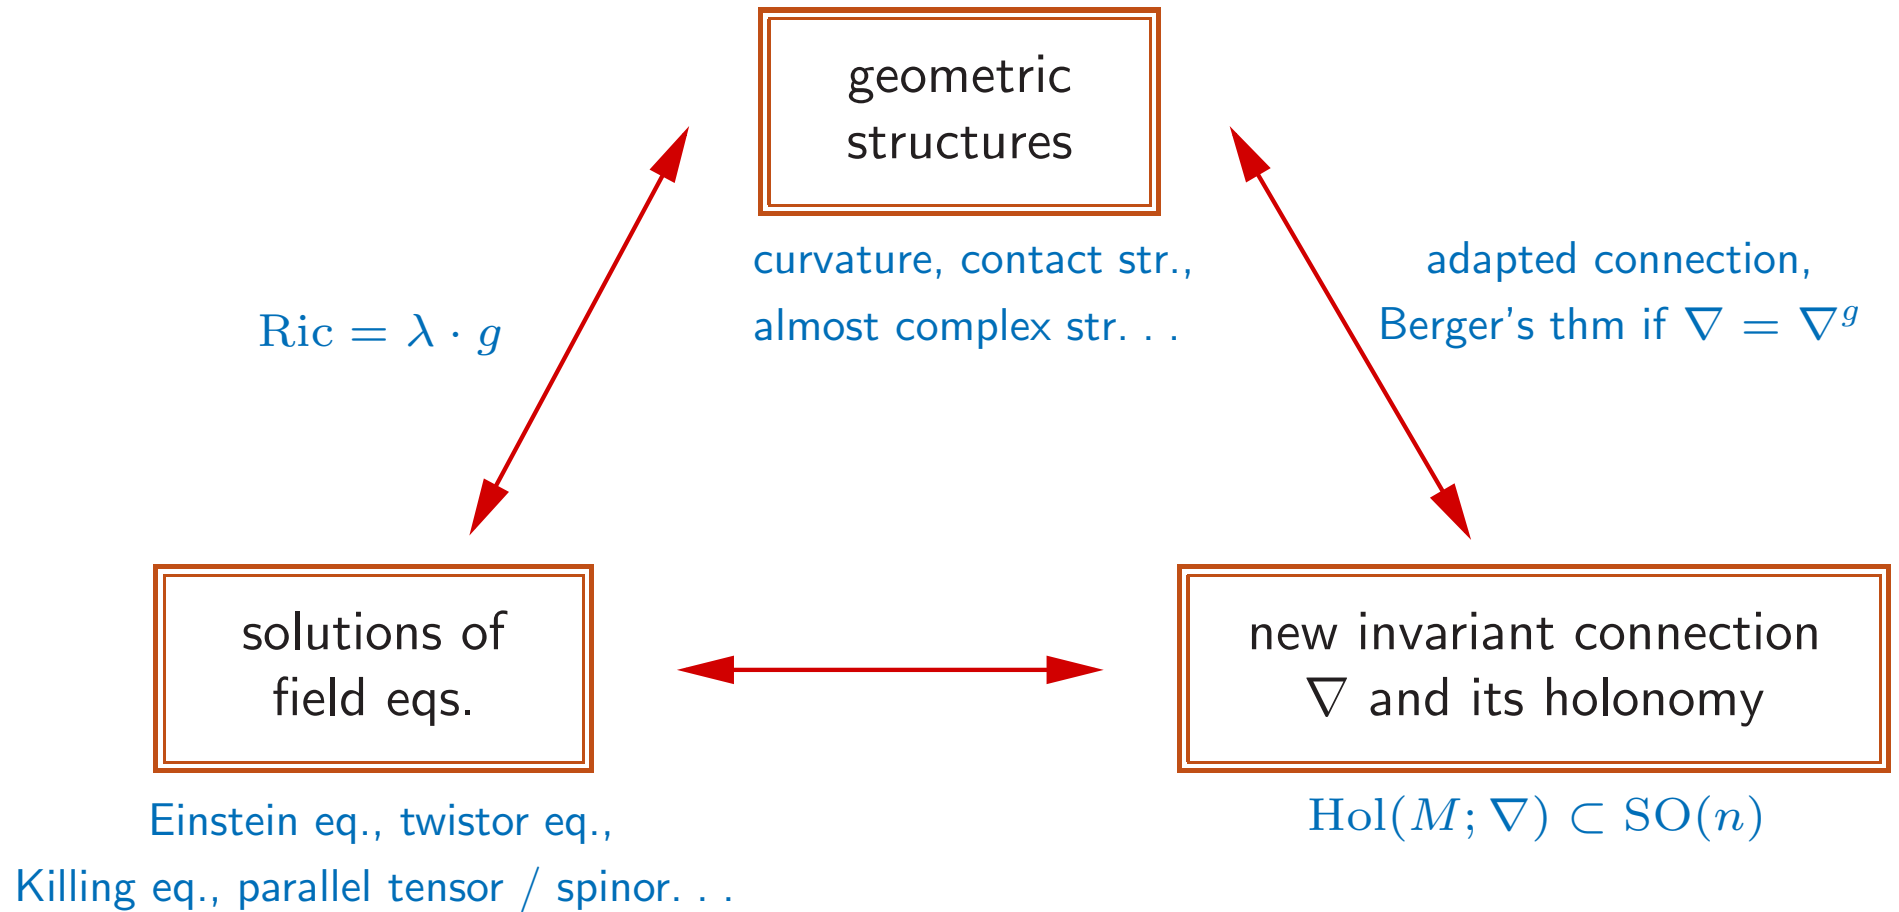 geometric
structures
curvature, contact str.,
almost complex str. . .
Ric = λ · g
adapted connection,
Berger's thm if ∇ = ∇^g
solutions of
field eqs.
Einstein eq., twistor eq.,
Killing eq., parallel tensor / spinor. . .
new invariant connection
∇ and its holonomy
Hol(M; ∇) ⊂ SO(n)